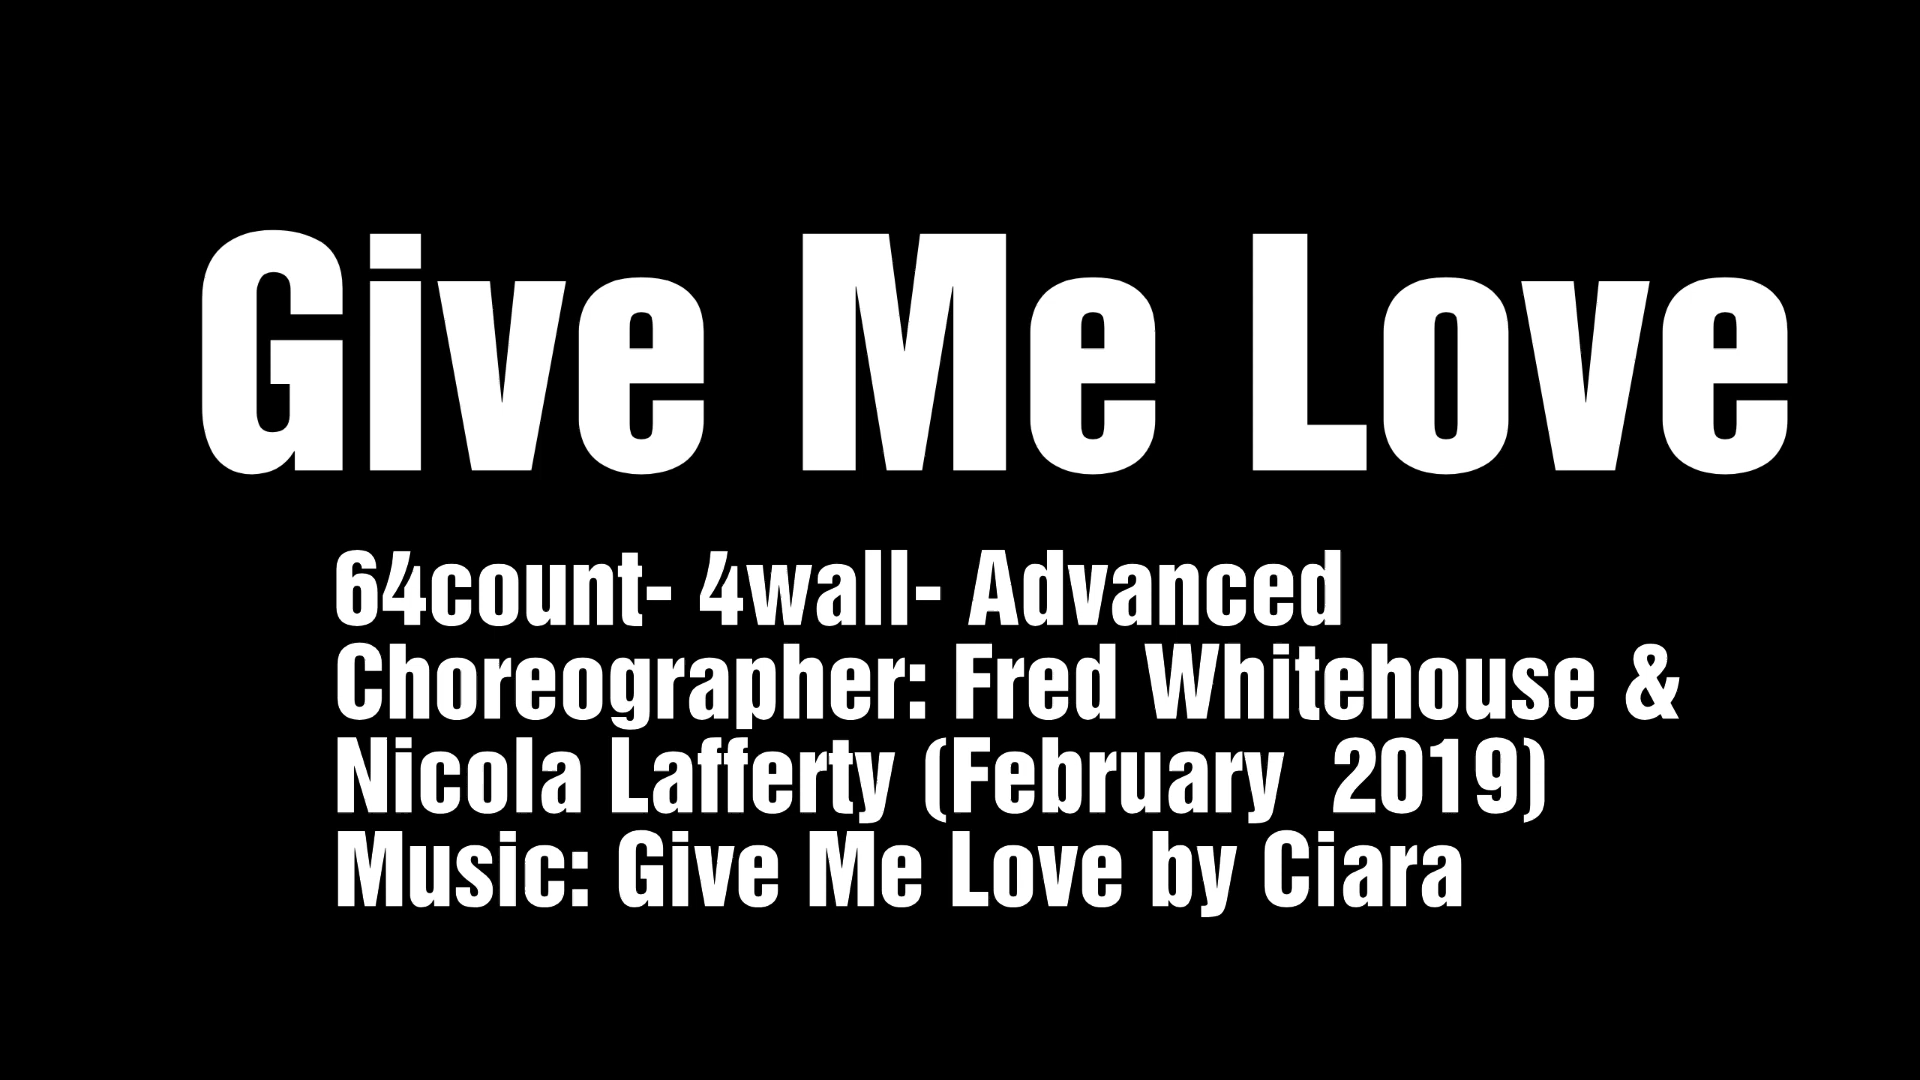 Give Me Love
64count- 4wall- Advanced
Choreographer: Fred Whitehouse &
Nicola Lafferty (February  2019)
Music: Give Me Love by Ciara